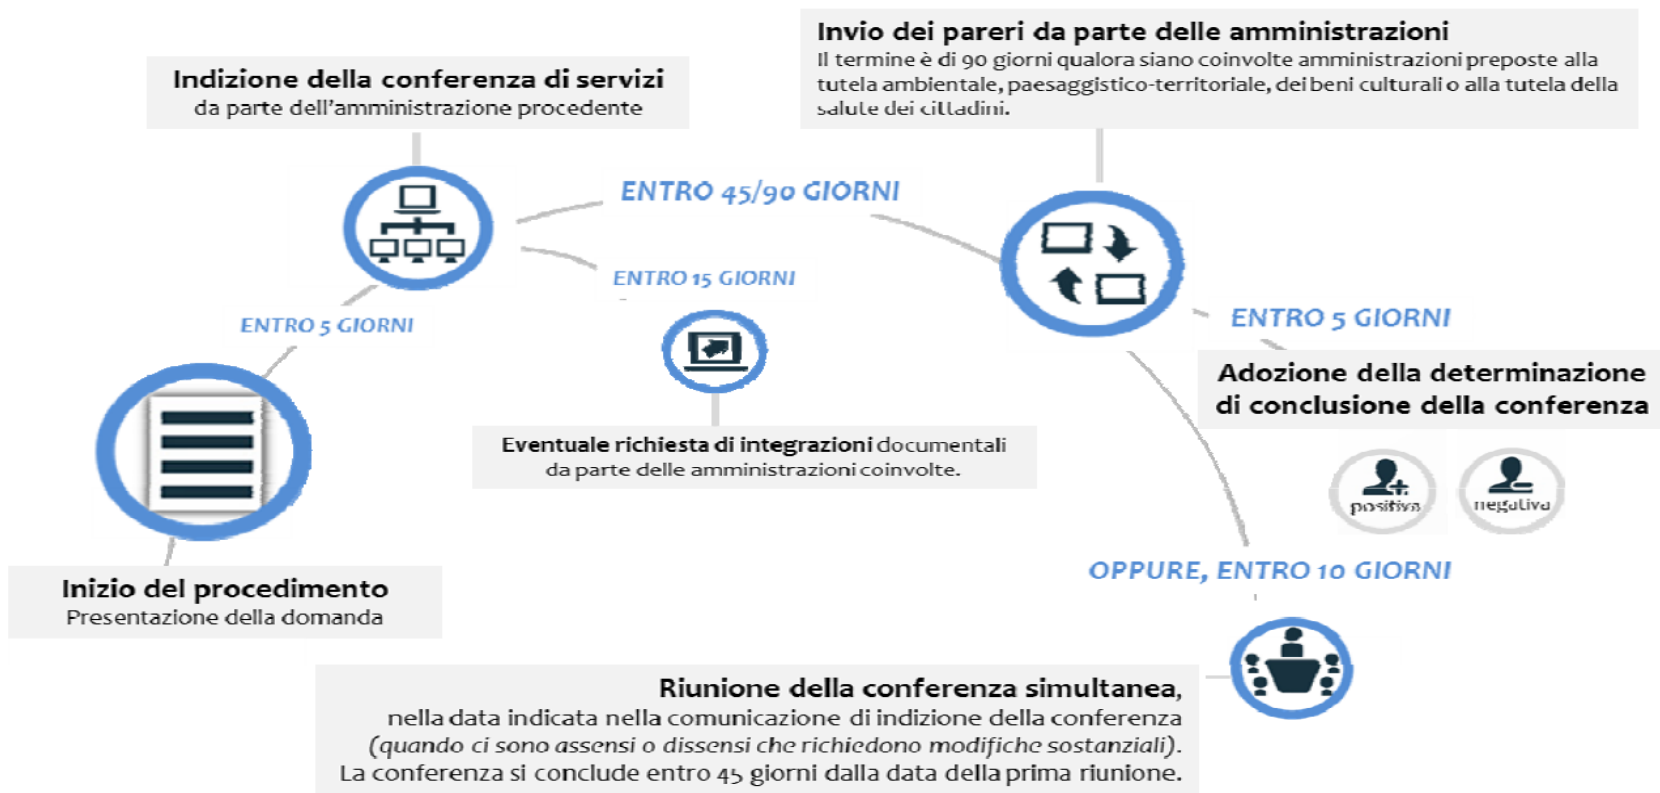 Indizione della conferenza di servizi
da parte dell'amministrazione procedente
Invio dei pareri da parte delle amministrazioni
Il termine è di 90 giorni qualora siano coinvolte amministrazioni preposte alla
tutela ambientale, paesaggistico-territoriale, dei beni culturali o alla tutela della
salute dei cittadini.
ENTRO 45/90 GIORNI
ENTRO 15 GIORNI
ENTRO 5 GIORNI
ENTRO 5 GIORNI
Adozione della determinazione
di conclusione della conferenza
positiva
negativa
Eventuale richiesta di integrazioni documentali
da parte delle amministrazioni coinvolte.
Inizio del procedimento
Presentazione della domanda
OPPURE, ENTRO 10 GIORNI
Riunione della conferenza simultanea,
nella data indicata nella comunicazione di indizione della conferenza
(quando ci sono assensi o dissensi che richiedono modifiche sostanziali).
La conferenza si conclude entro 45 giorni dalla data della prima riunione.